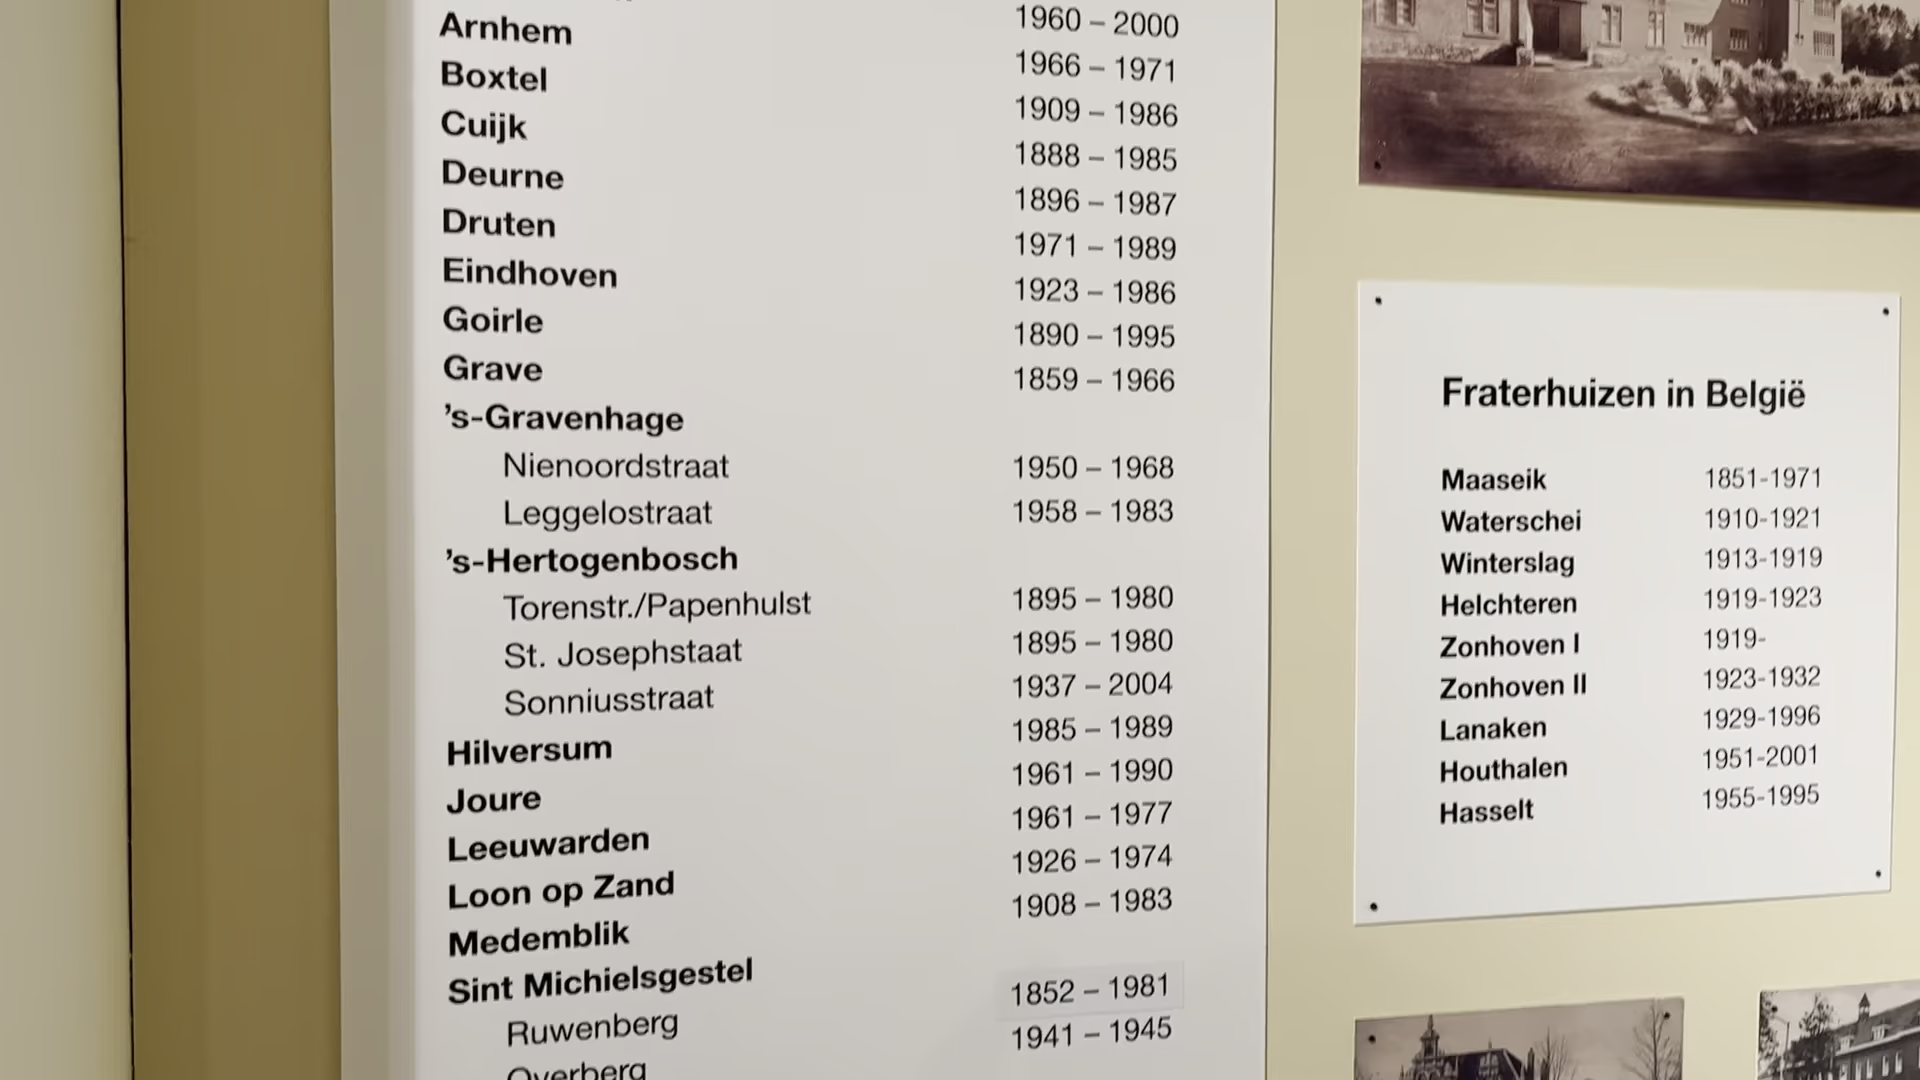 1960 – 2000
Arnhem 1966 – 1971
Boxtel 1909 – 1986
Cuijk 1888 – 1985
Deurne 1896 – 1987
Druten 1971 – 1989
Eindhoven 1923 – 1986
Goirle 1890 – 1995
Grave 1859 – 1966
’s-Gravenhage
Nienoordstraat 1950 – 1968
Leggelostraat 1958 – 1983
’s-Hertogenbosch
Torenstr./Papenhulst 1895 – 1980
St. Josephstaat 1895 – 1980
Sonniusstraat 1937 – 2004
Hilversum 1985 – 1989
Joure 1961 – 1990
Leeuwarden 1961 – 1977
Loon op Zand 1926 – 1974
Medemblik 1908 – 1983
Sint Michielsgestel
Ruwenberg 1852 – 1981
Overberg 1941 – 1945
Fraterhuizen in België
Maaseik 1851-1971
Waterschei 1910-1921
Winterslag 1913-1919
Helchteren 1919-1923
Zonhoven I 1919-
Zonhoven II 1923-1932
Lanaken 1929-1996
Houthalen 1951-2001
Hasselt 1955-1995